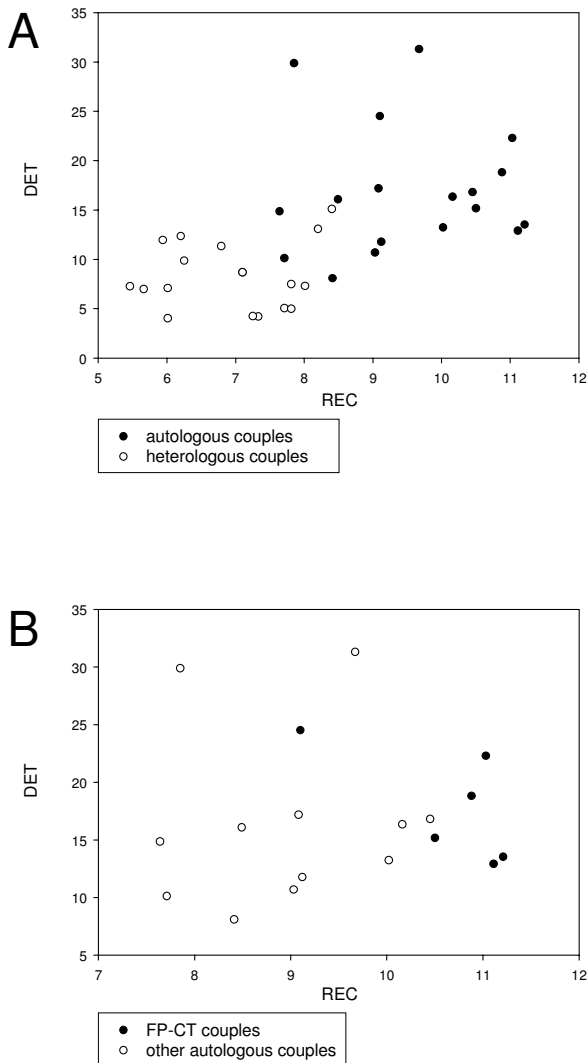 A
35
30
25
20
15
10
5
0
DET
5 6 7 8 9 10 11 12
REC
autologous couples
heterologous couples
B
35
30
25
20
15
10
5
DET
7 8 9 10 11 12
REC
FP-CT couples
other autologous couples